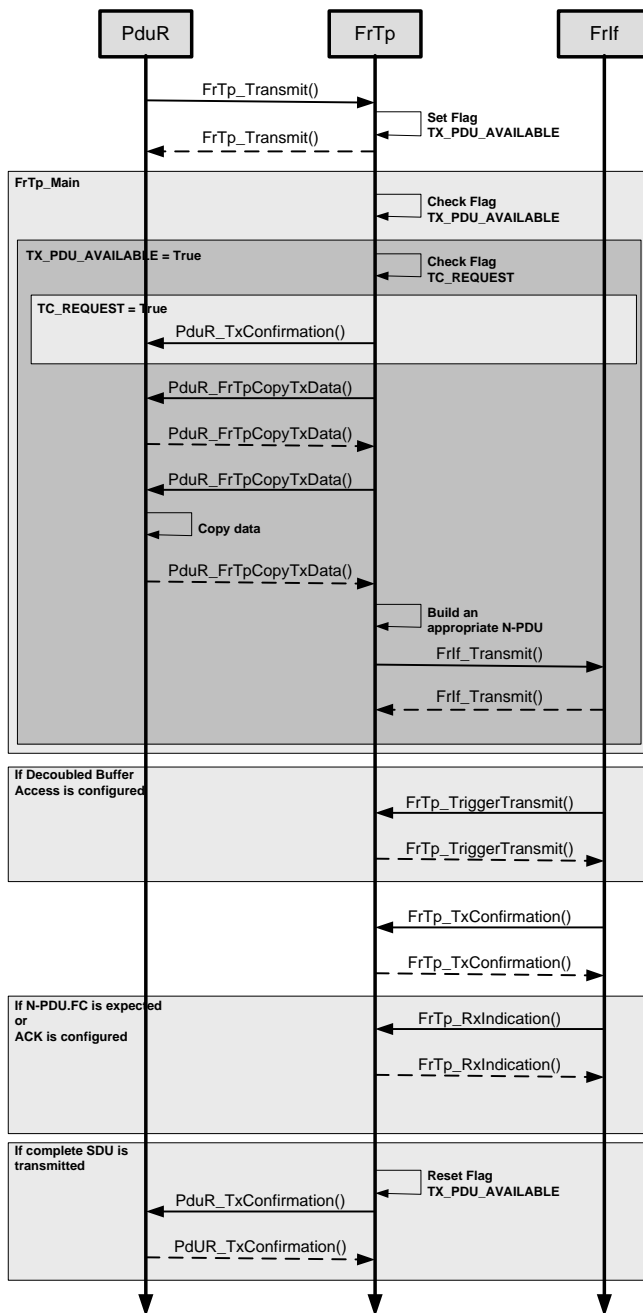 PduR
FrTp
FrIf
FrTp_Transmit()
Set Flag
TX_PDU_AVAILABLE
FrTp_Transmit()
FrTp_Main
Check Flag
TX_PDU_AVAILABLE
TX_PDU_AVAILABLE = True
Check Flag
TC_REQUEST
TC_REQUEST = True
PduR_TxConfirmation()
PduR_FrTpCopyTxData()
PduR_FrTpCopyTxData()
PduR_FrTpCopyTxData()
Copy data
PduR_FrTpCopyTxData()
Build an
appropriate N-PDU
FrIf_Transmit()
FrIf_Transmit()
If Decoubled Buffer
Access is configured
FrTp_TriggerTransmit()
FrTp_TriggerTransmit()
FrTp_TxConfirmation()
FrTp_TxConfirmation()
If N-PDU.FC is expected
or
ACK is configured
FrTp_RxIndication()
FrTp_RxIndication()
If complete SDU is
transmitted
Reset Flag
TX_PDU_AVAILABLE
PduR_TxConfirmation()
PdUR_TxConfirmation()